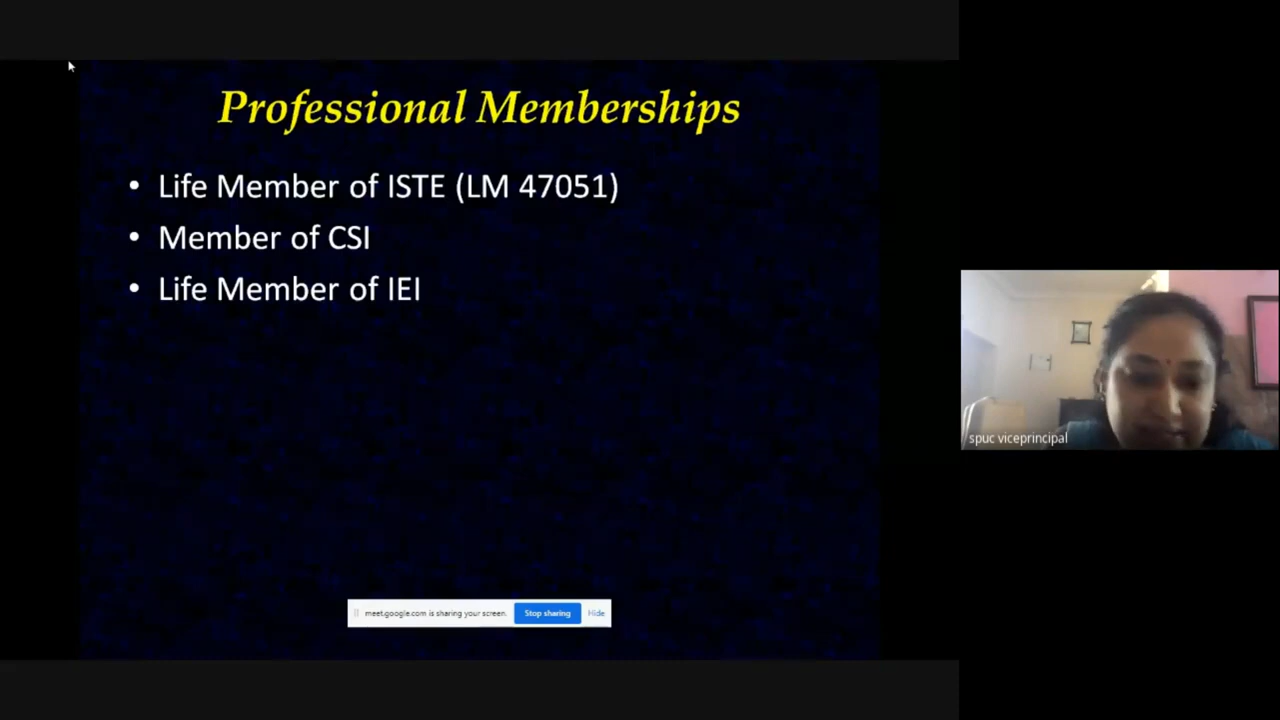 Professional Memberships
• Life Member of ISTE (LM 47051)
• Member of CSI
• Life Member of IEI
spuc viceprincipal
meet.google.com is sharing your screen. Stop sharing Hide